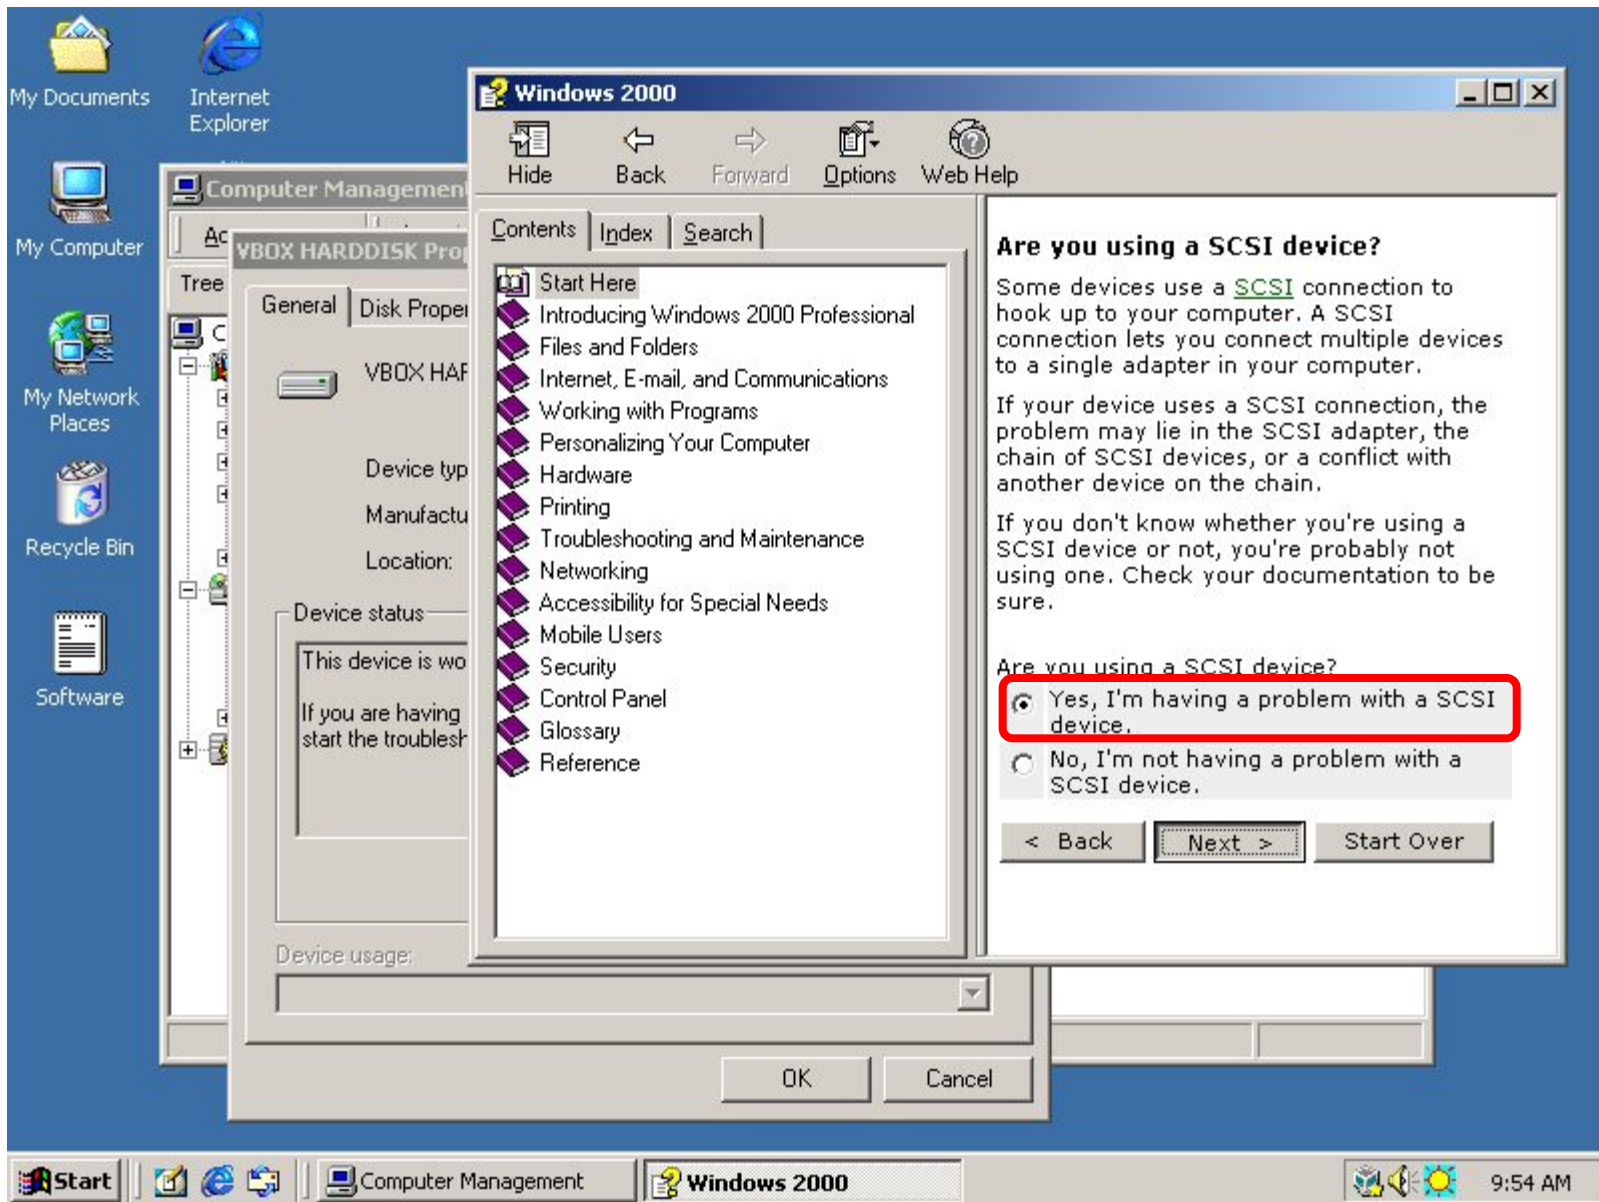 My Documents
Internet
Explorer
My Computer
My Network
Places
Recycle Bin
Software
Computer Managemen
Tree
VBOX HARDDISK Pro
General
Disk Proper
VBOX HAR
Device typ
Manufactu
Location:
Device status
This device is wo
If you are having
start the troublesh
Device usage:
OK
Cancel
Windows 2000
Hide
Back
Forward
Options
Web Help
Contents
Index
Search
Start Here
Introducing Windows 2000 Professional
Files and Folders
Internet, E-mail, and Communications
Working with Programs
Personalizing Your Computer
Hardware
Printing
Troubleshooting and Maintenance
Networking
Accessibility for Special Needs
Mobile Users
Security
Control Panel
Glossary
Reference
Are you using a SCSI device?
Some devices use a SCSI connection to
hook up to your computer. A SCSI
connection lets you connect multiple devices
to a single adapter in your computer.
If your device uses a SCSI connection, the
problem may lie in the SCSI adapter, the
chain of SCSI devices, or a conflict with
another device on the chain.
If you don't know whether you're using a
SCSI device or not, you're probably not
using one. Check your documentation to be
sure.
Are you using a SCSI device?
Yes, I'm having a problem with a SCSI
device.
No, I'm not having a problem with a
SCSI device.
< Back
Next >
Start Over
Start
Computer Management
Windows 2000
9:54 AM